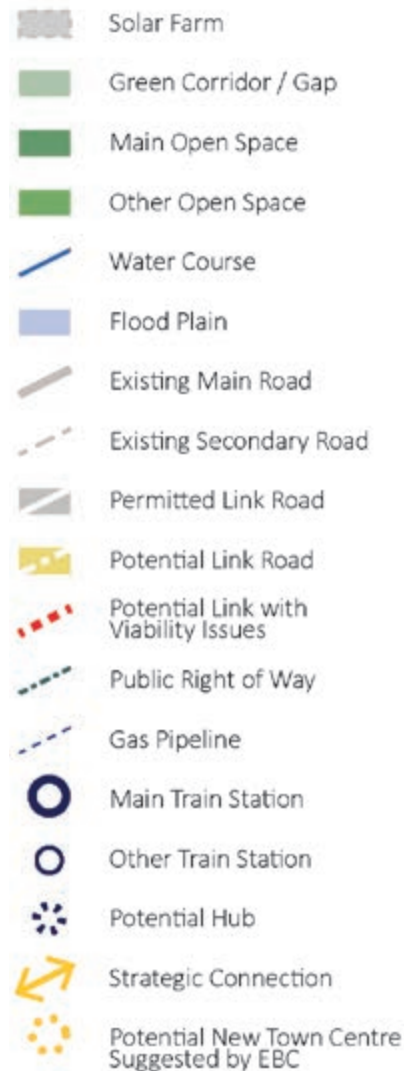 Solar Farm
Green Corridor / Gap
Main Open Space
Other Open Space
Water Course
Flood Plain
Existing Main Road
Existing Secondary Road
Permitted Link Road
Potential Link Road
Potential Link with
Viability Issues
Public Right of Way
Gas Pipeline
Main Train Station
Other Train Station
Potential Hub
Strategic Connection
Potential New Town Centre
Suggested by EBC